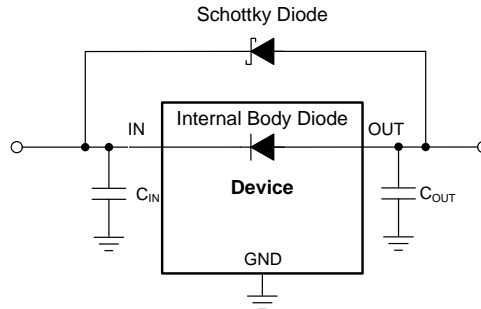 Schottky Diode
IN
Internal Body Diode
OUT
Device
CIN
COUT
GND